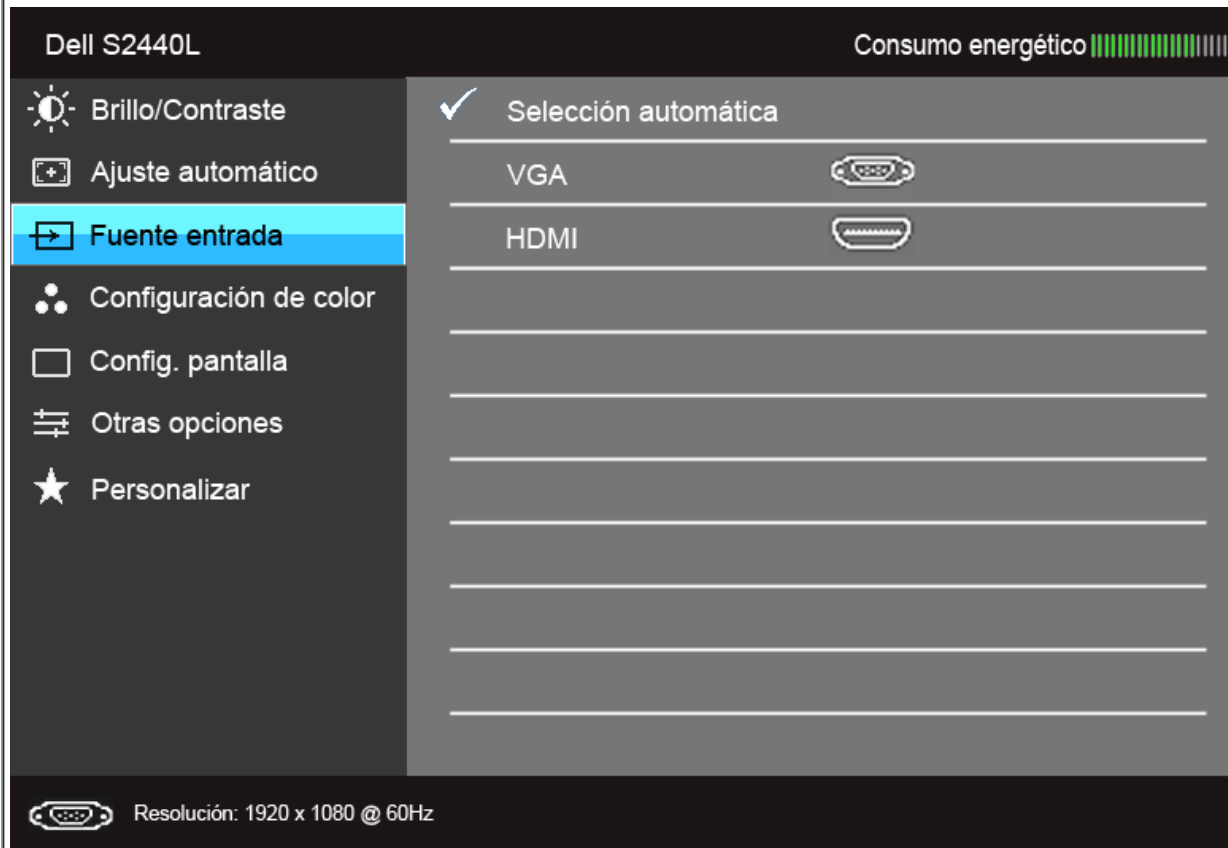 Dell S2440L
Consumo energético
Brillo/Contraste
Ajuste automático
Fuente entrada
Configuración de color
Config. pantalla
Otras opciones
Personalizar
Selección automática
VGA
HDMI
Resolución: 1920 x 1080 @ 60Hz